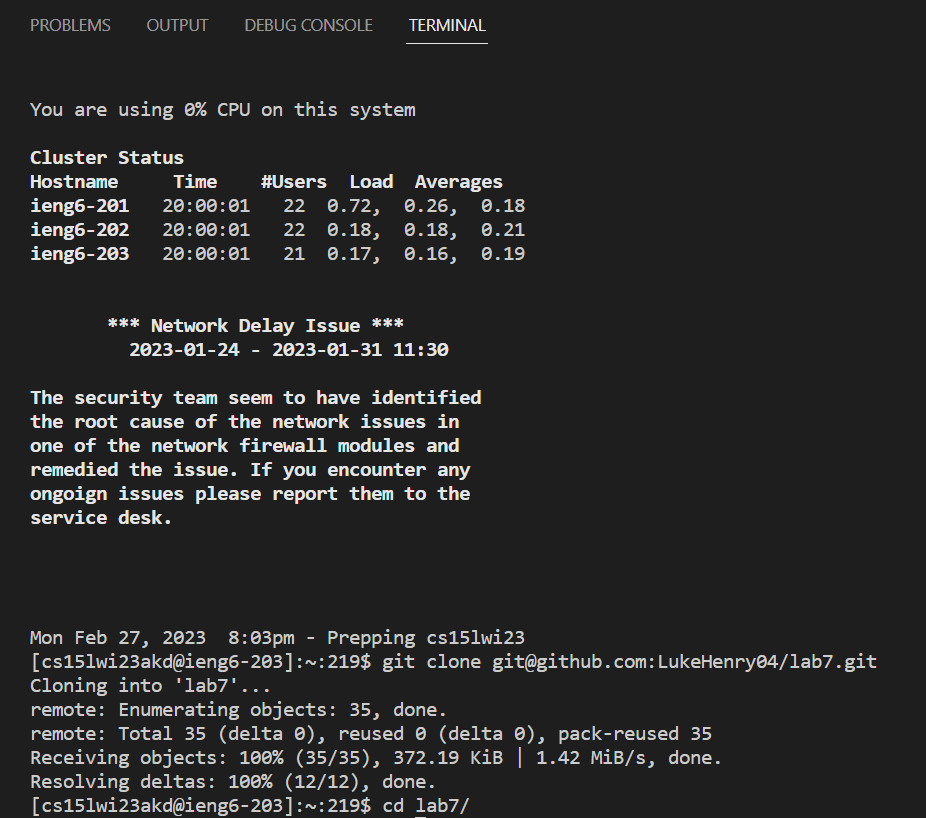 PROBLEMS OUTPUT DEBUG CONSOLE TERMINAL
You are using 0% CPU on this system
Cluster Status
Hostname     Time    #Users  Load  Averages
ieng6-201   20:00:01   22  0.72,  0.26,  0.18
ieng6-202   20:00:01   22  0.18,  0.18,  0.21
ieng6-203   20:00:01   21  0.17,  0.16,  0.19
*** Network Delay Issue ***
2023-01-24 - 2023-01-31 11:30
The security team seem to have identified
the root cause of the network issues in
one of the network firewall modules and
remedied the issue. If you encounter any
ongoign issues please report them to the
service desk.
Mon Feb 27, 2023  8:03pm - Prepping cs15lwi23
[cs15lwi23akd@ieng6-203]:~:219$ git clone git@github.com:LukeHenry04/lab7.git
Cloning into 'lab7'...
remote: Enumerating objects: 35, done.
remote: Total 35 (delta 0), reused 0 (delta 0), pack-reused 35
Receiving objects: 100% (35/35), 372.19 KiB | 1.42 MiB/s, done.
Resolving deltas: 100% (12/12), done.
[cs15lwi23akd@ieng6-203]:~:219$ cd lab7/